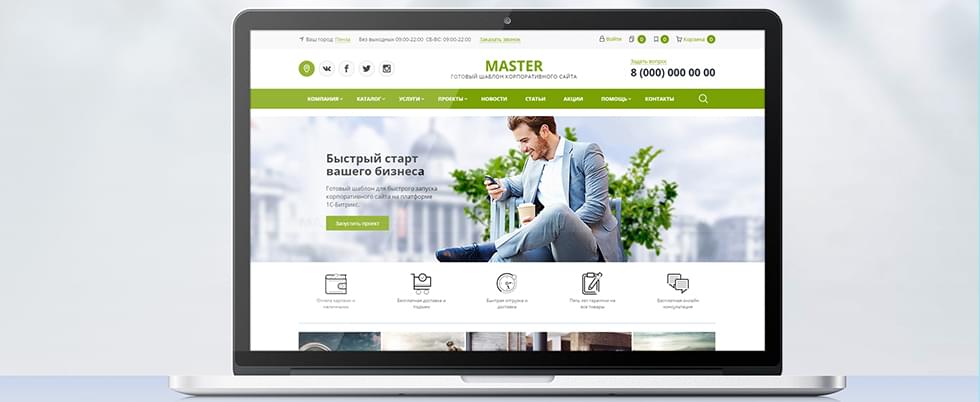 Ваш город: Пенза
Без выходных 09:00-22:00 СБ-ВС: 09:00-22:00
Заказать звонок
Войти
0
0
Корзина 0
MASTER
ГОТОВЫЙ ШАБЛОН КОРПОРАТИВНОГО САЙТА
Задать вопрос
8 (000) 000 00 00
КОМПАНИЯ
КАТАЛОГ
УСЛУГИ
ПРОЕКТЫ
НОВОСТИ
СТАТЬИ
АКЦИИ
ПОМОЩЬ
КОНТАКТЫ
Быстрый старт
вашего бизнеса
Готовый шаблон для быстрого запуска
корпоративного сайта на платформе
1С-Битрикс.
Запустить проект
Оплата картами и
наличными
Бесплатная доставка и
подъем
Быстрая отгрузка и
доставка
Пять лет гарантии на
все товары
Бесплатная онлайн
консультация